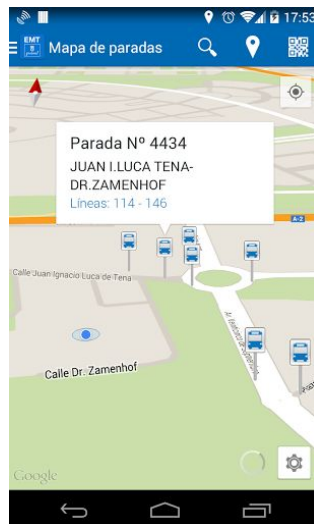 17:53
EMT
Mapa de paradas
Parada Nº 4434
JUAN I.LUCA TENA-
DR.ZAMENHOF
Líneas: 114 - 146
A-2
Calle Juan Ignacio Luca de Tena
Calle Dr. Zamenhof
Google